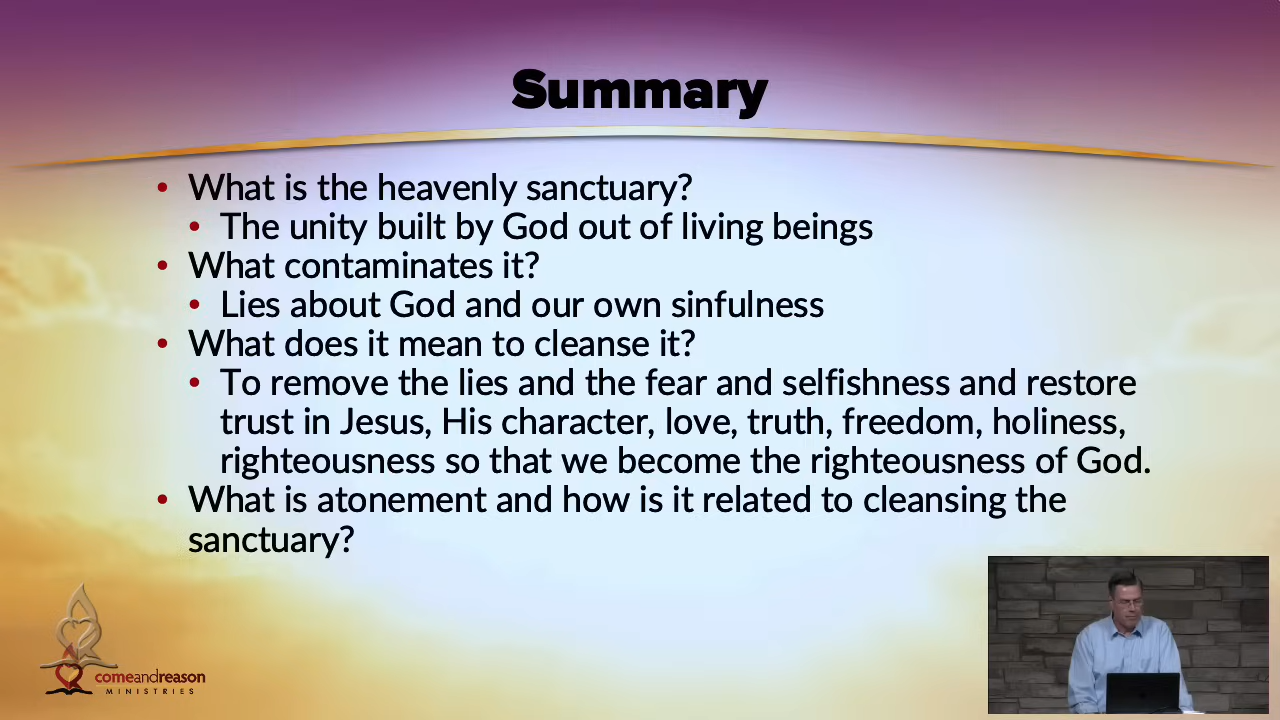 Summary
• What is the heavenly sanctuary?
• The unity built by God out of living beings
• What contaminates it?
• Lies about God and our own sinfulness
• What does it mean to cleanse it?
• To remove the lies and the fear and selfishness and restore
trust in Jesus, His character, love, truth, freedom, holiness,
righteousness so that we become the righteousness of God.
• What is atonement and how is it related to cleansing the
sanctuary?
comeandreason
MINISTRIES